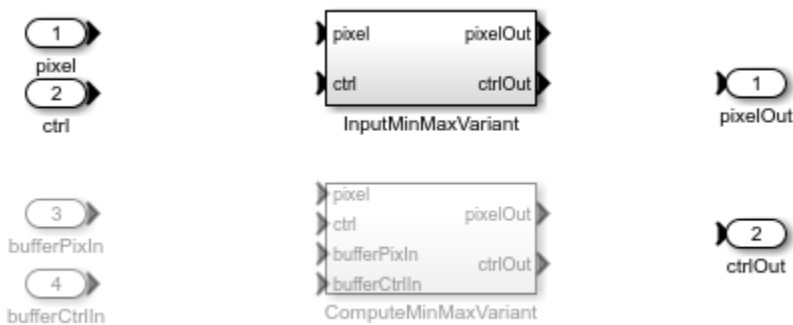 1
pixel
2
ctrl
pixel pixelOut
ctrl ctrlOut
InputMinMaxVariant
1
pixelOut
3
bufferPixIn
4
bufferCtrlIn
pixel
ctrl
bufferPixIn
bufferCtrlIn
pixelOut
ctrlOut
ComputeMinMaxVariant
2
ctrlOut